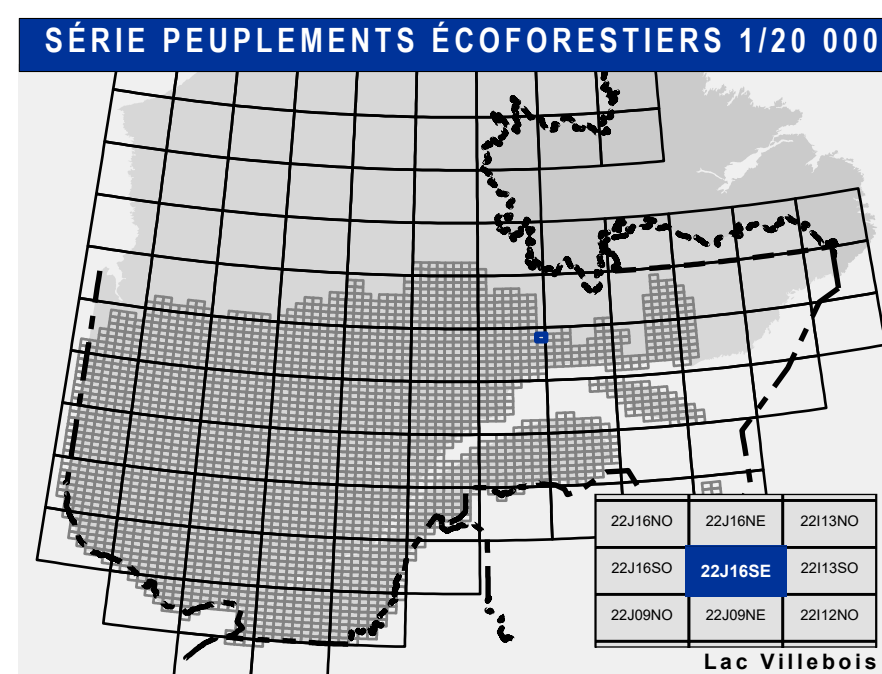 SÉRIE PEUPLEMENTS ÉCOFORESTIERS 1/20 000
22J16NO 22J16NE 22I13NO
22J16SO 22J16SE 22I13SO
22J09NO 22J09NE 22I12NO
Lac Villebois